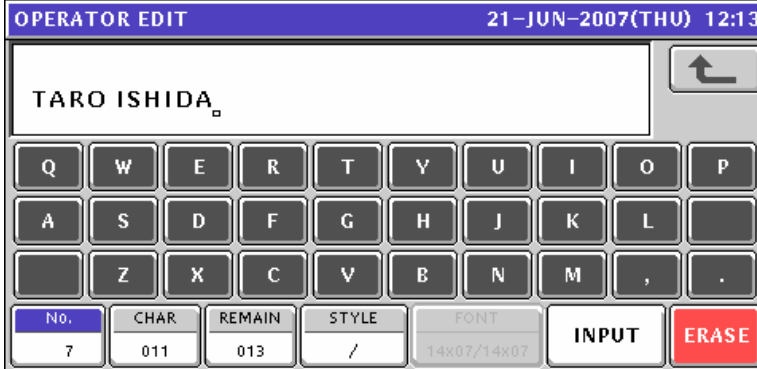 OPERATOR EDIT 21-JUN-2007(THU) 12:13
TARO ISHIDA
Q W E R T Y U I O P
A S D F G H J K L
Z X C V B N M , .
No. CHAR REMAIN STYLE FONT INPUT ERASE
7 011 013 / 14x07/14x07